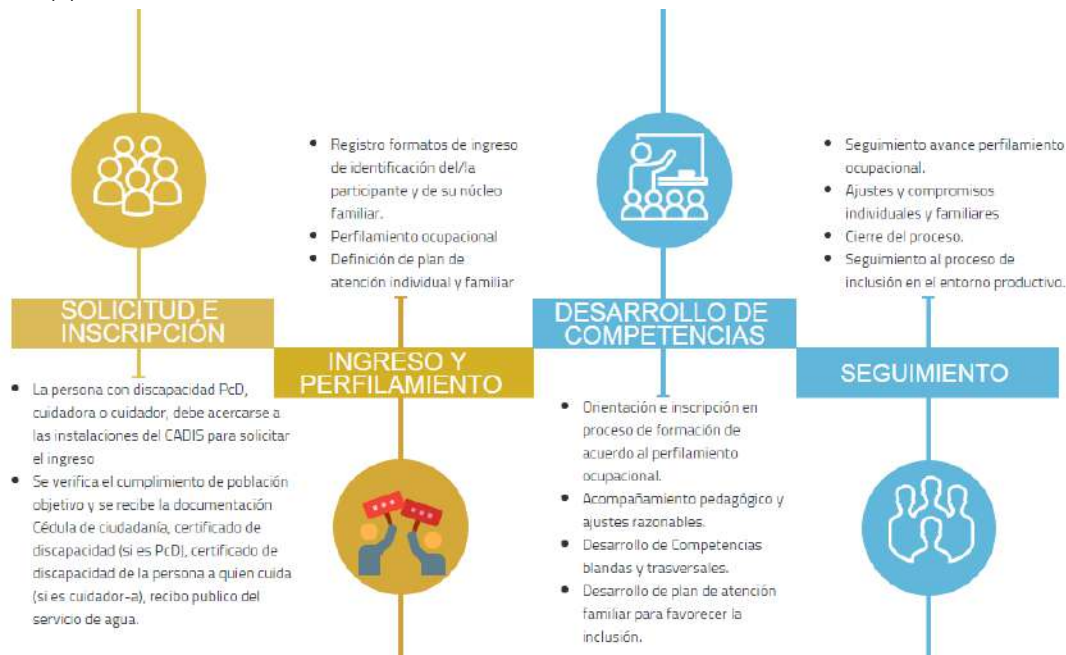 SOLICITUD E
INSCRIPCIÓN
● La persona con discapacidad PcD,
cuidadora o cuidador, debe acercarse a
las instalaciones del CADIS para solicitar
el ingreso
● Se verifica el cumplimiento de población
objetivo y se recibe la documentación
Cédula de ciudadanía, certificado de
discapacidad (si es PcD), certificado de
discapacidad de la persona a quien cuida
(si es cuidador-a), recibo publico del
servicio de agua.
● Registro formatos de ingreso
de identificación del/la
participante y de su núcleo
familiar.
● Perfilamiento ocupacional
● Definición de plan de
atención individual y familiar
INGRESO Y
PERFILAMIENTO
DESARROLLO DE
COMPETENCIAS
● Orientación e inscripción en
proceso de formación de
acuerdo al perfilamiento
ocupacional.
● Acompañamiento pedagógico y
ajustes razonables.
● Desarrollo de Competencias
blandas y trasversales.
● Desarrollo de plan de atención
familiar para favorecer la
inclusión.
● Seguimiento avance perfilamiento
ocupacional.
● Ajustes y compromisos
individuales y familiares
● Cierre del proceso.
● Seguimiento al proceso de
inclusión en el entorno productivo.
SEGUIMIENTO